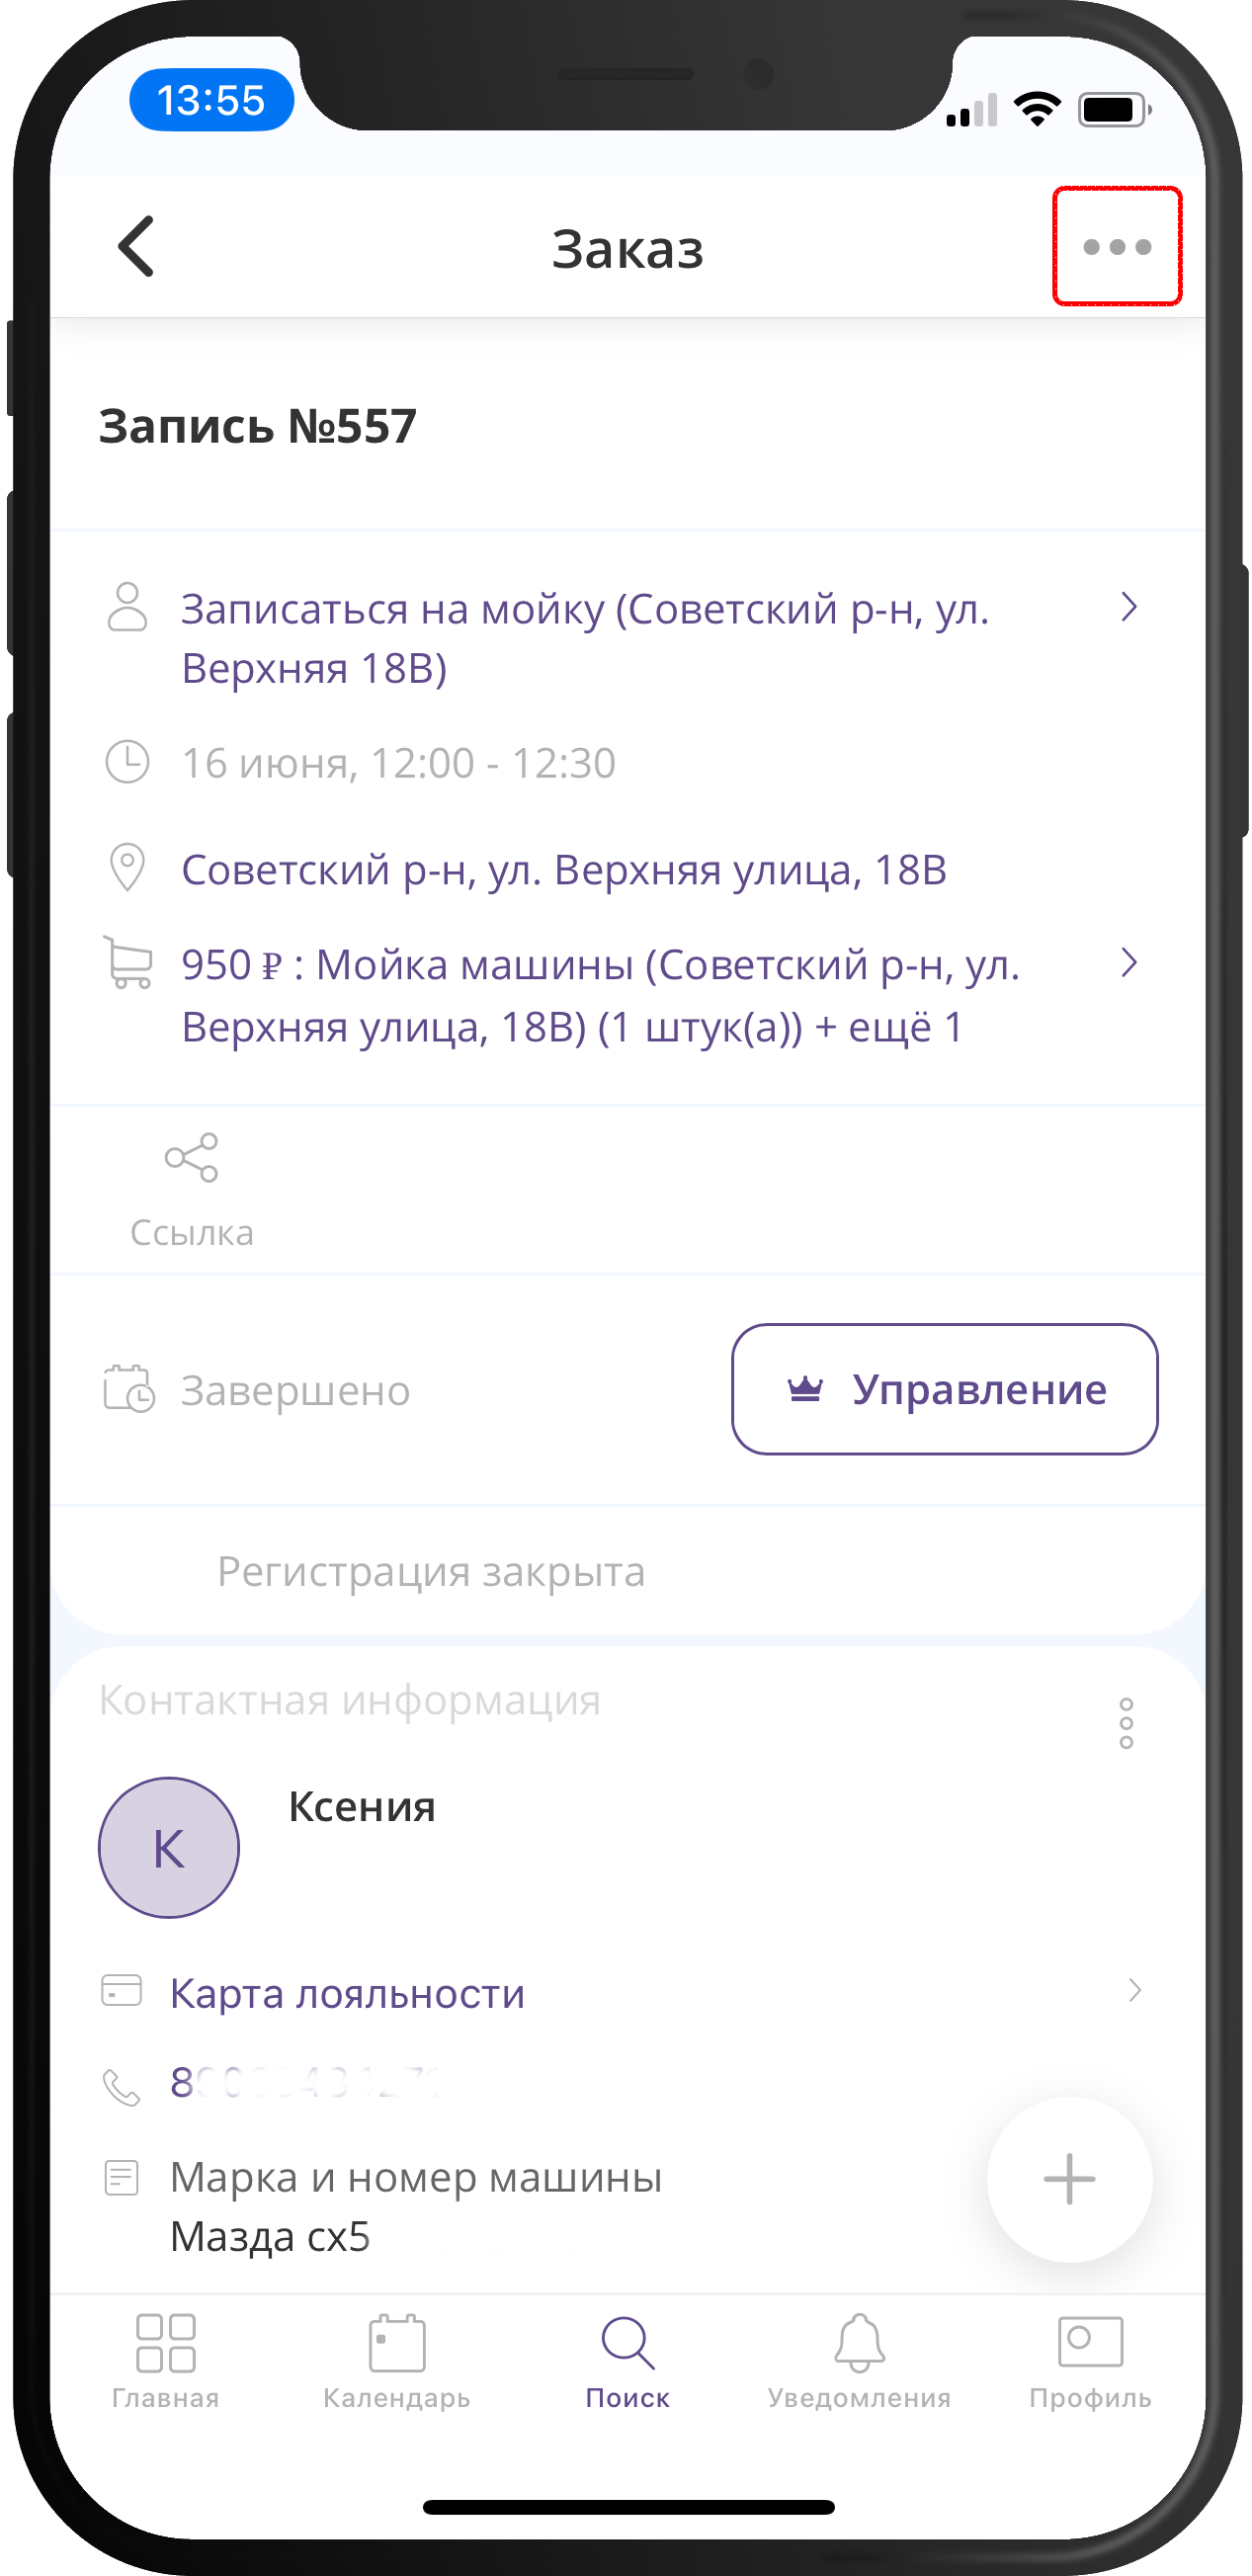 13:55
Заказ
Запись №557
Записаться на мойку (Советский р-н, ул.
Верхняя 18В)
16 июня, 12:00 - 12:30
Советский р-н, ул. Верхняя улица, 18В
950 ₽ : Мойка машины (Советский р-н, ул.
Верхняя улица, 18В) (1 штук(а)) + ещё 1
Ссылка
Завершено
Управление
Регистрация закрыта
Контактная информация
К
Ксения
Карта лояльности
Марка и номер машины
Мазда сх5
Главная
Календарь
Поиск
Уведомления
Профиль